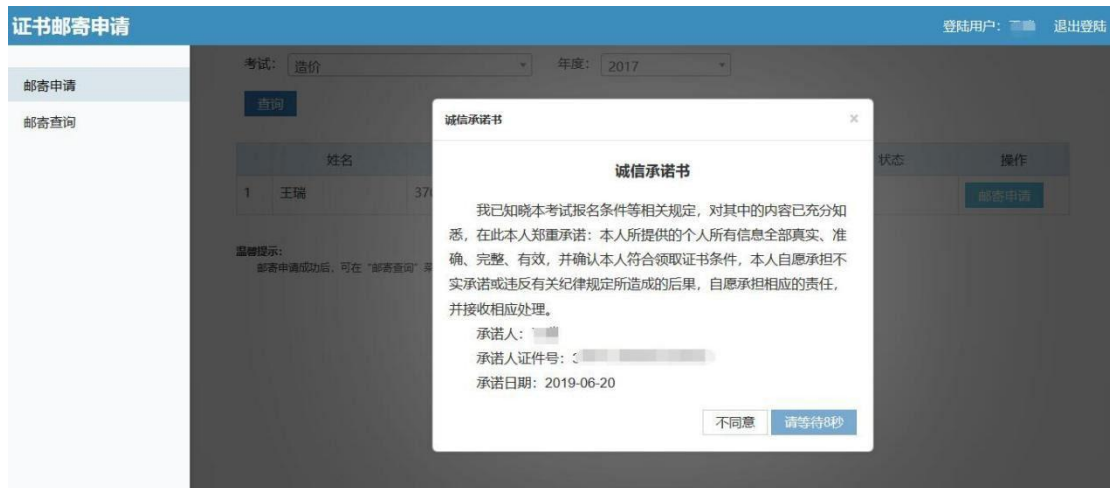 证书邮寄申请
登陆用户：
退出登陆
邮寄申请
邮寄查询
考试： 造价
年度： 2017
查询
姓名
状态
操作
1 王瑞 370
邮寄申请
温馨提示：
邮寄申请成功后，可在“邮寄查询”
诚信承诺书
×
诚信承诺书
我已知晓本考试报名条件等相关规定，对其中的内容已充分知
悉，在此本人郑重承诺：本人所提供的个人所有信息全部真实、准
确、完整、有效，并确认本人符合领取证书条件，本人自愿承担不
实承诺或违反有关纪律规定所造成的后果，自愿承担相应的责任，
并接收相应处理。
承诺人：
承诺人证件号：
承诺日期：2019-06-20
不同意
请等待8秒